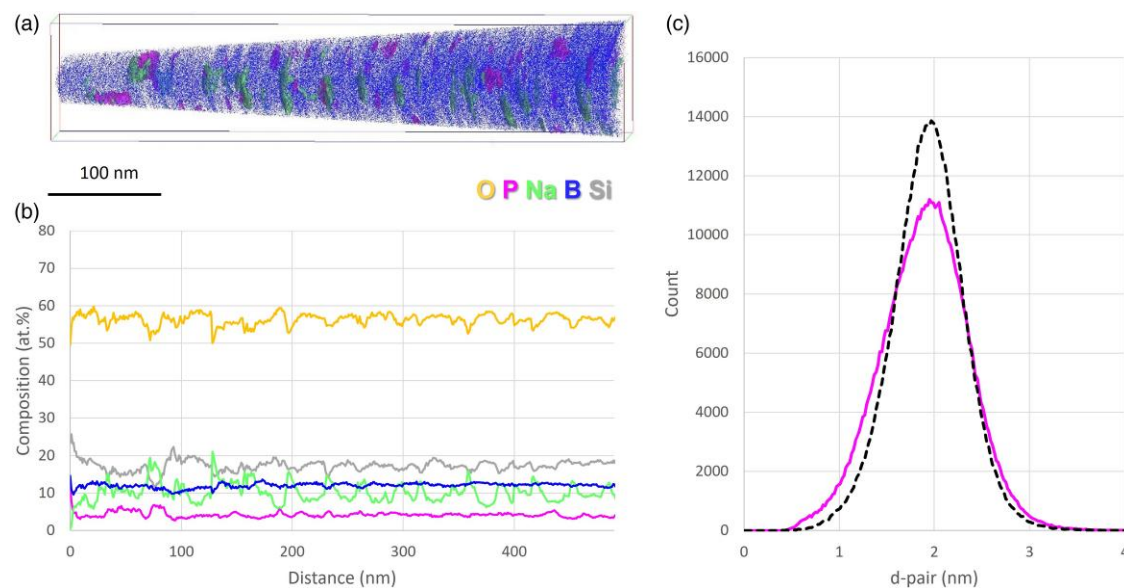 (a)
100 nm
O P Na B Si
(b)
80
70
60
50
40
30
20
10
0
Composition (at.%)
0 100 200 300 400
Distance (nm)
(c)
16000
14000
12000
10000
8000
6000
4000
2000
0
Count
0 1 2 3 4
d-pair (nm)